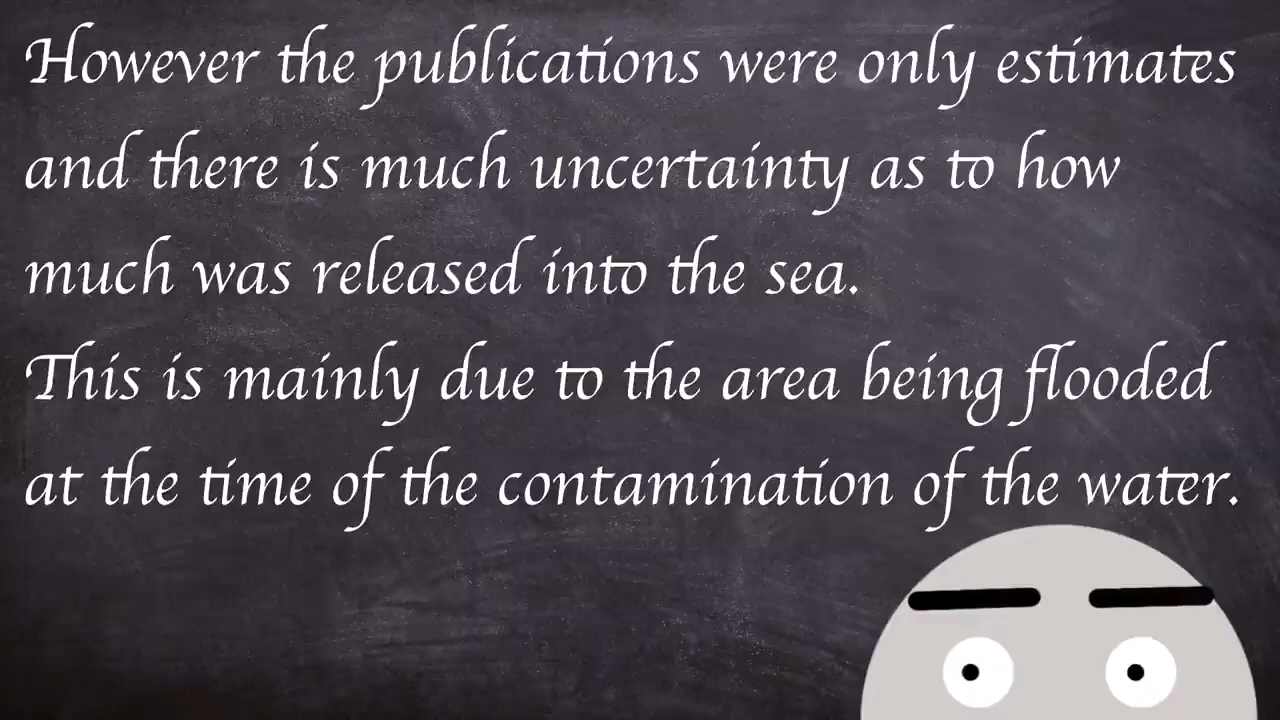 However the publications were only estimates
and there is much uncertainty as to how
much was released into the sea.
This is mainly due to the area being flooded
at the time of the contamination of the water.